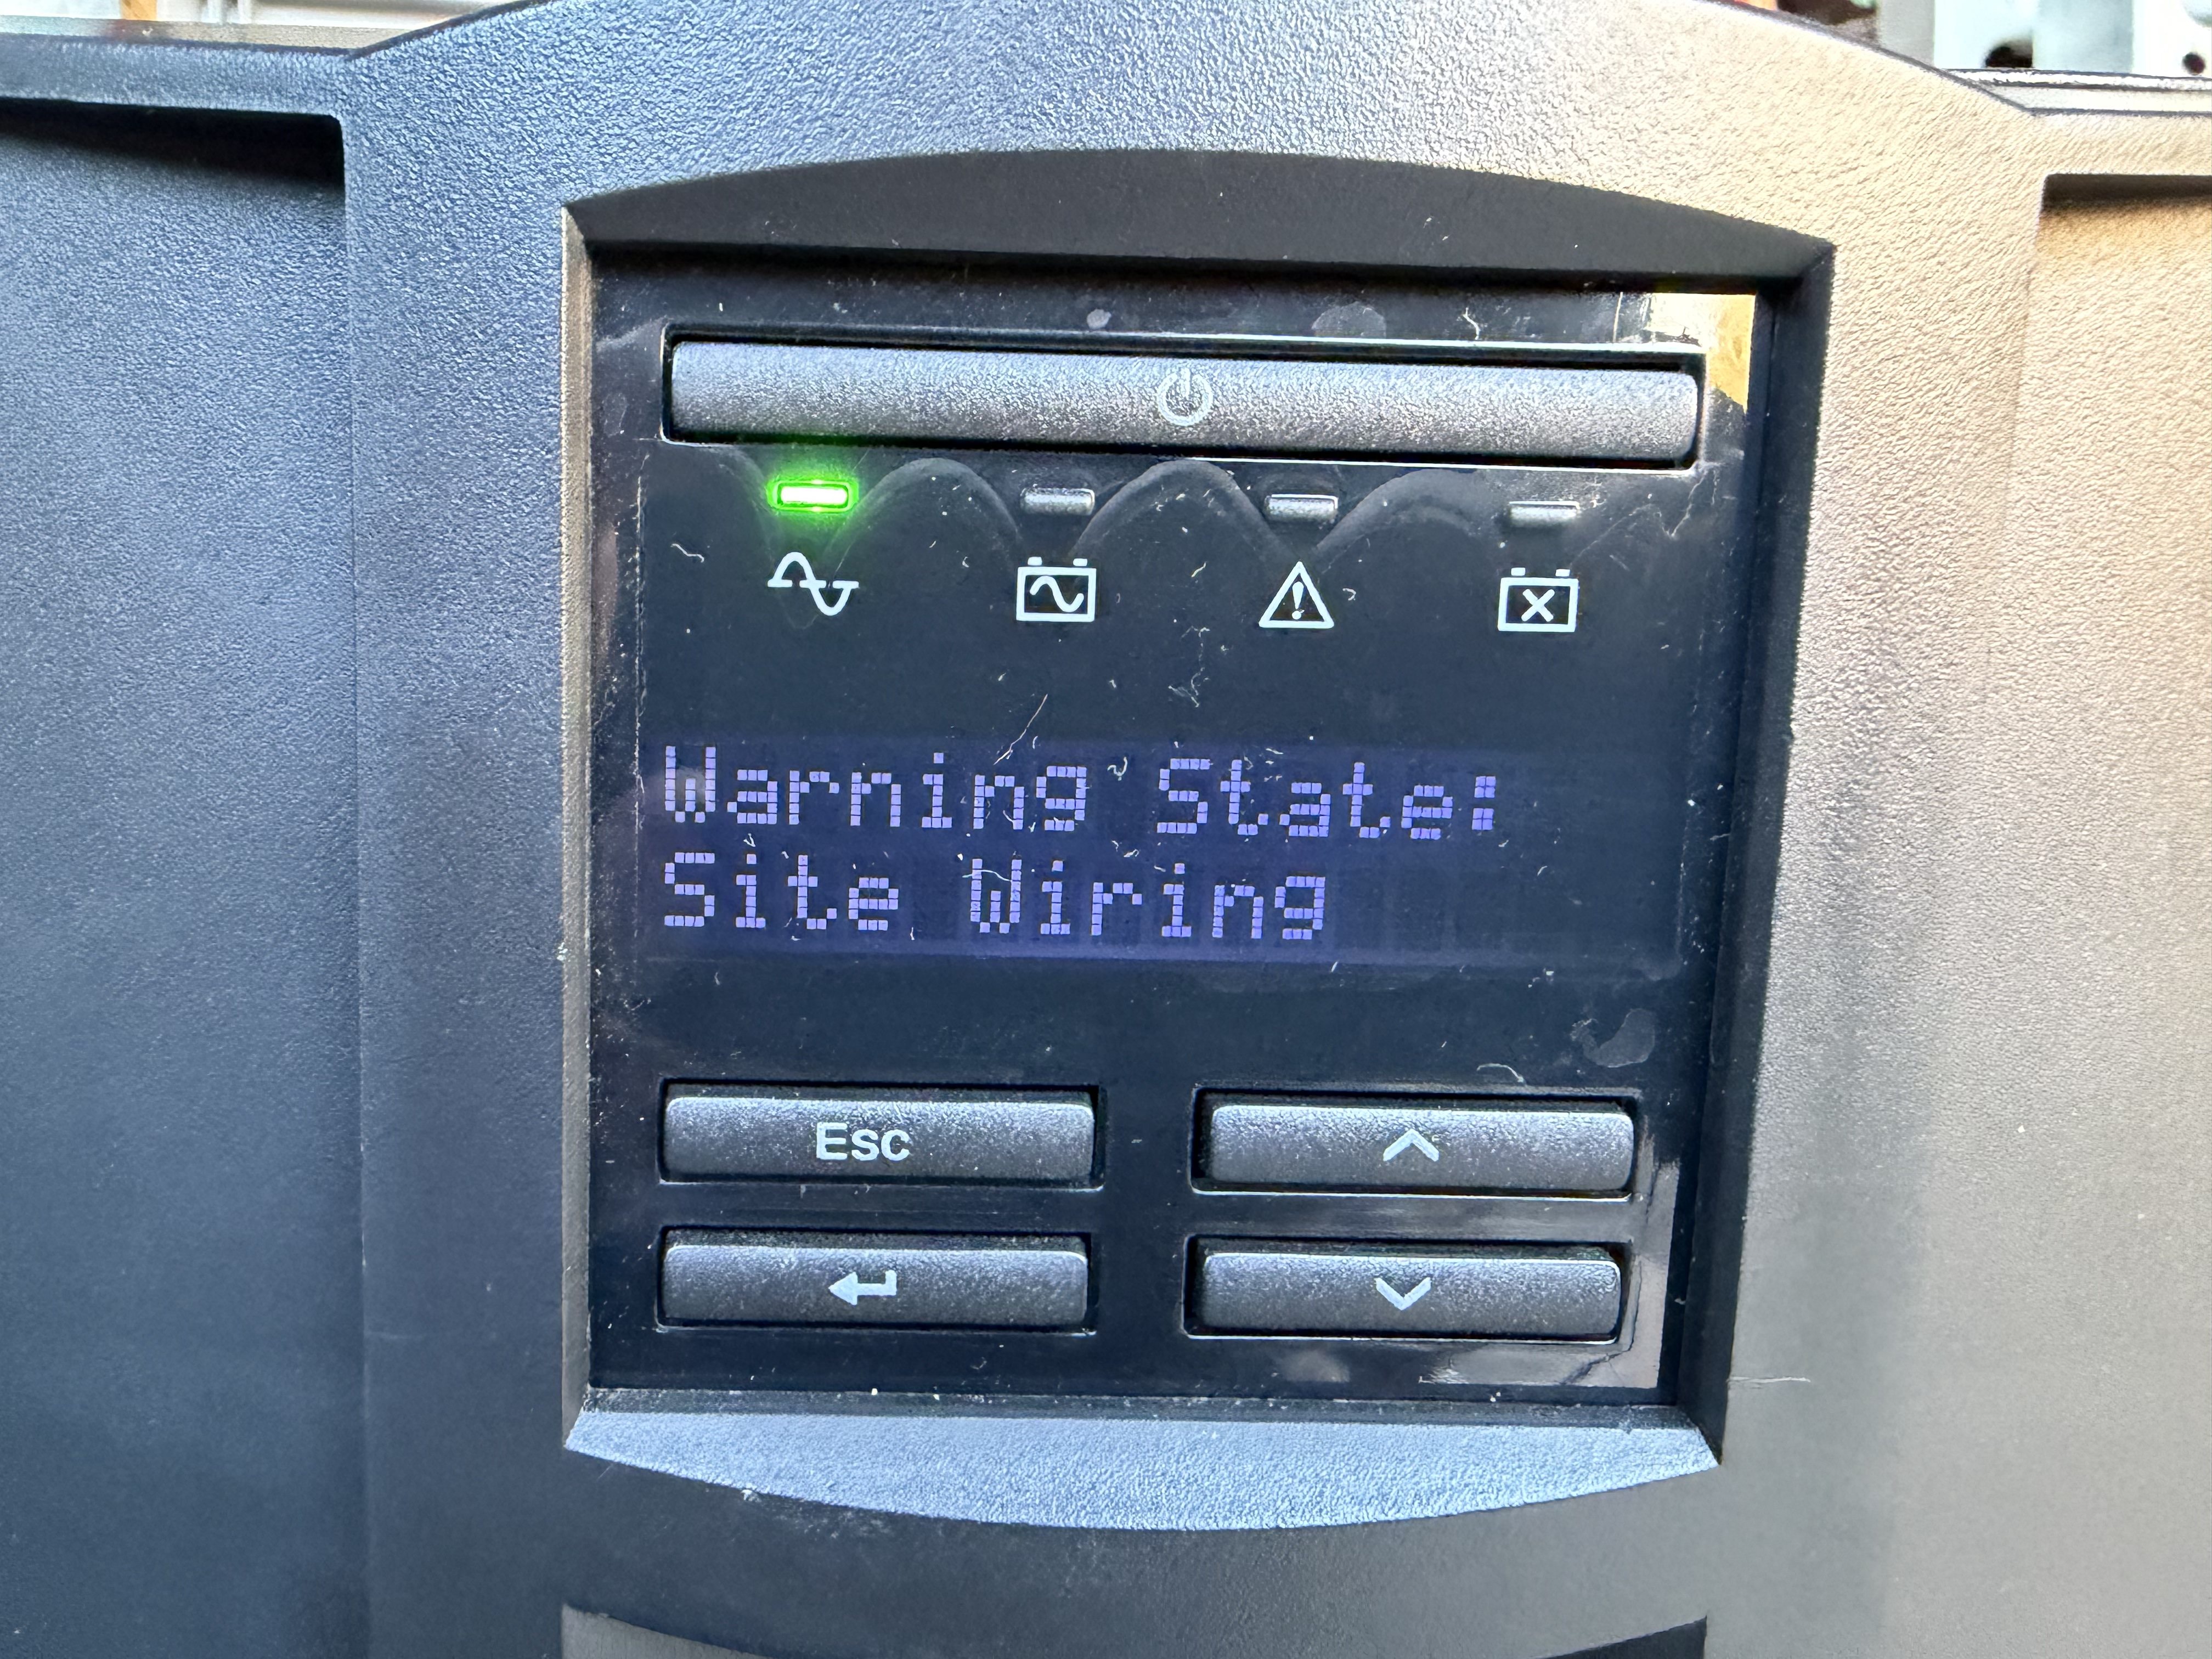 Warning State:
Site Wiring
Esc